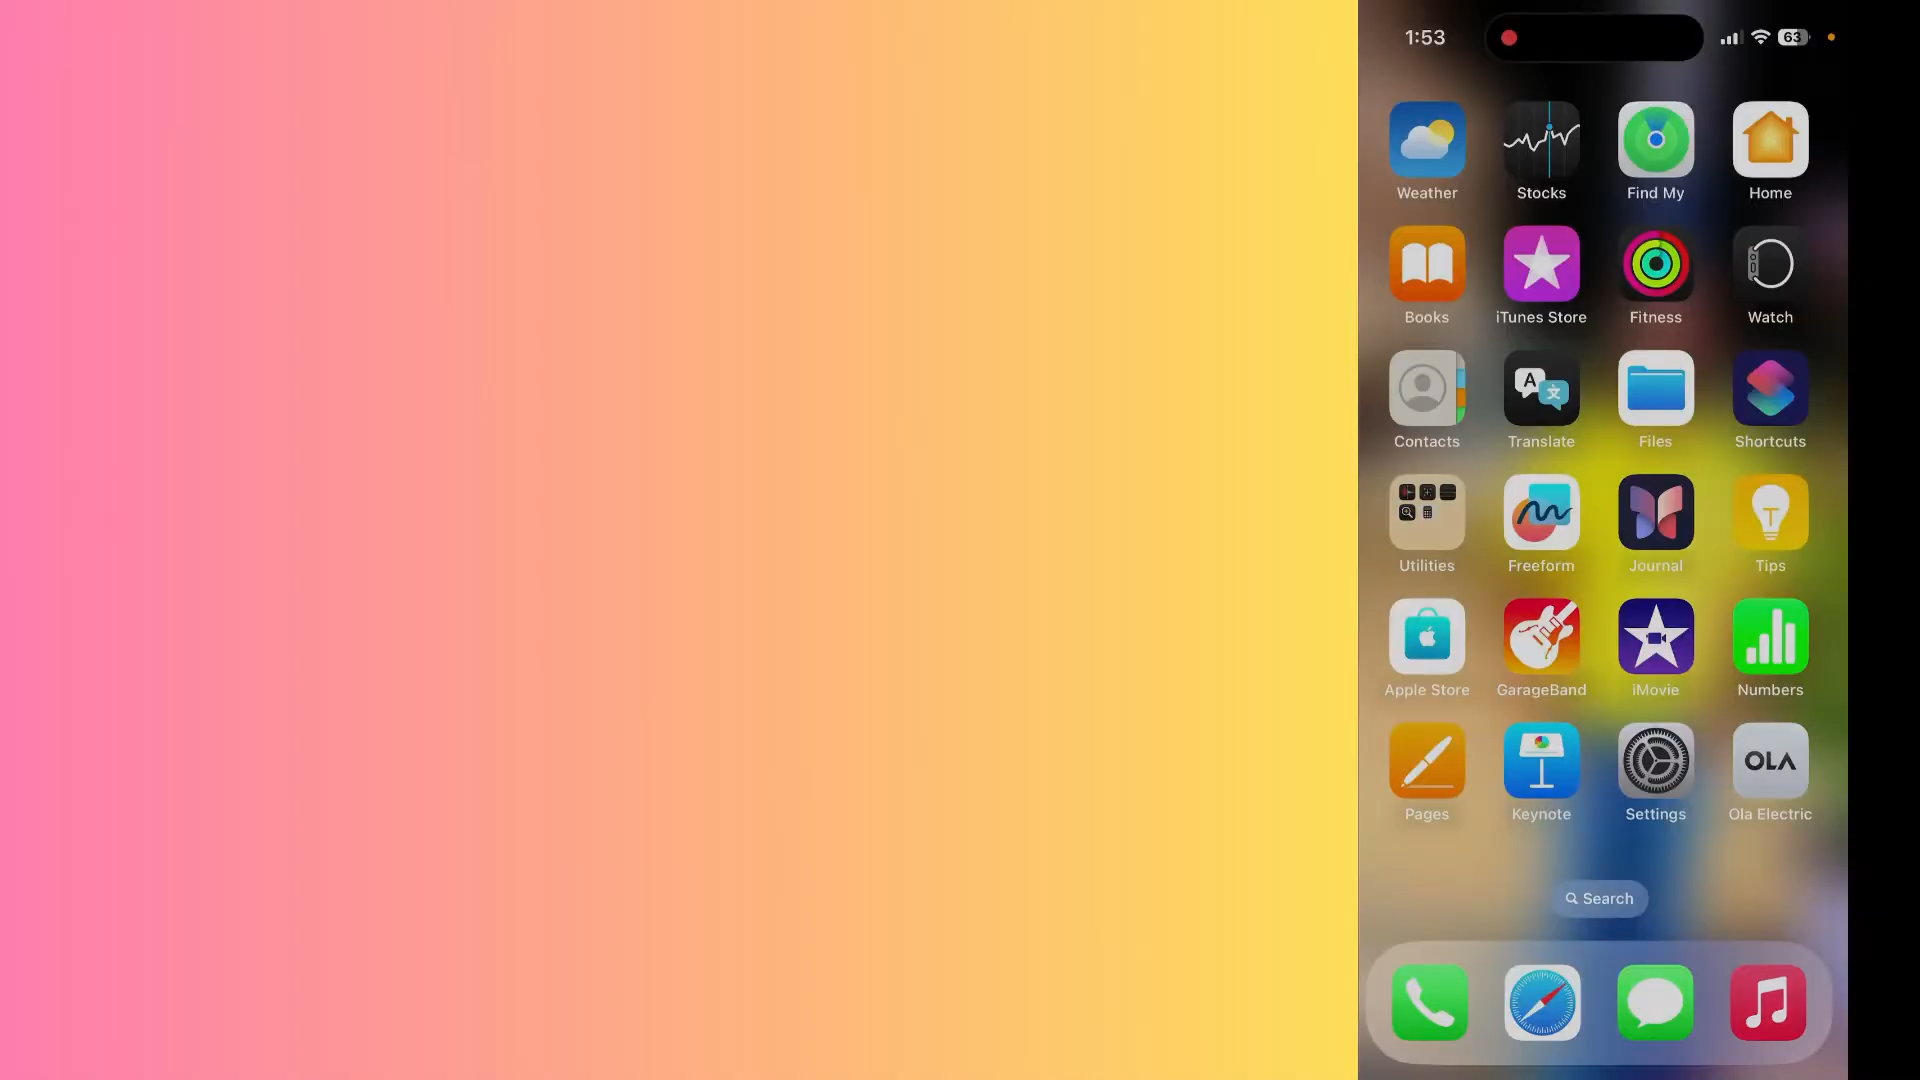 1:53
63
Weather Stocks Find My Home
Books iTunes Store Fitness Watch
A 文
Contacts Translate Files Shortcuts
Utilities Freeform Journal Tips
Apple Store GarageBand iMovie Numbers
OLA
Pages Keynote Settings Ola Electric
Search